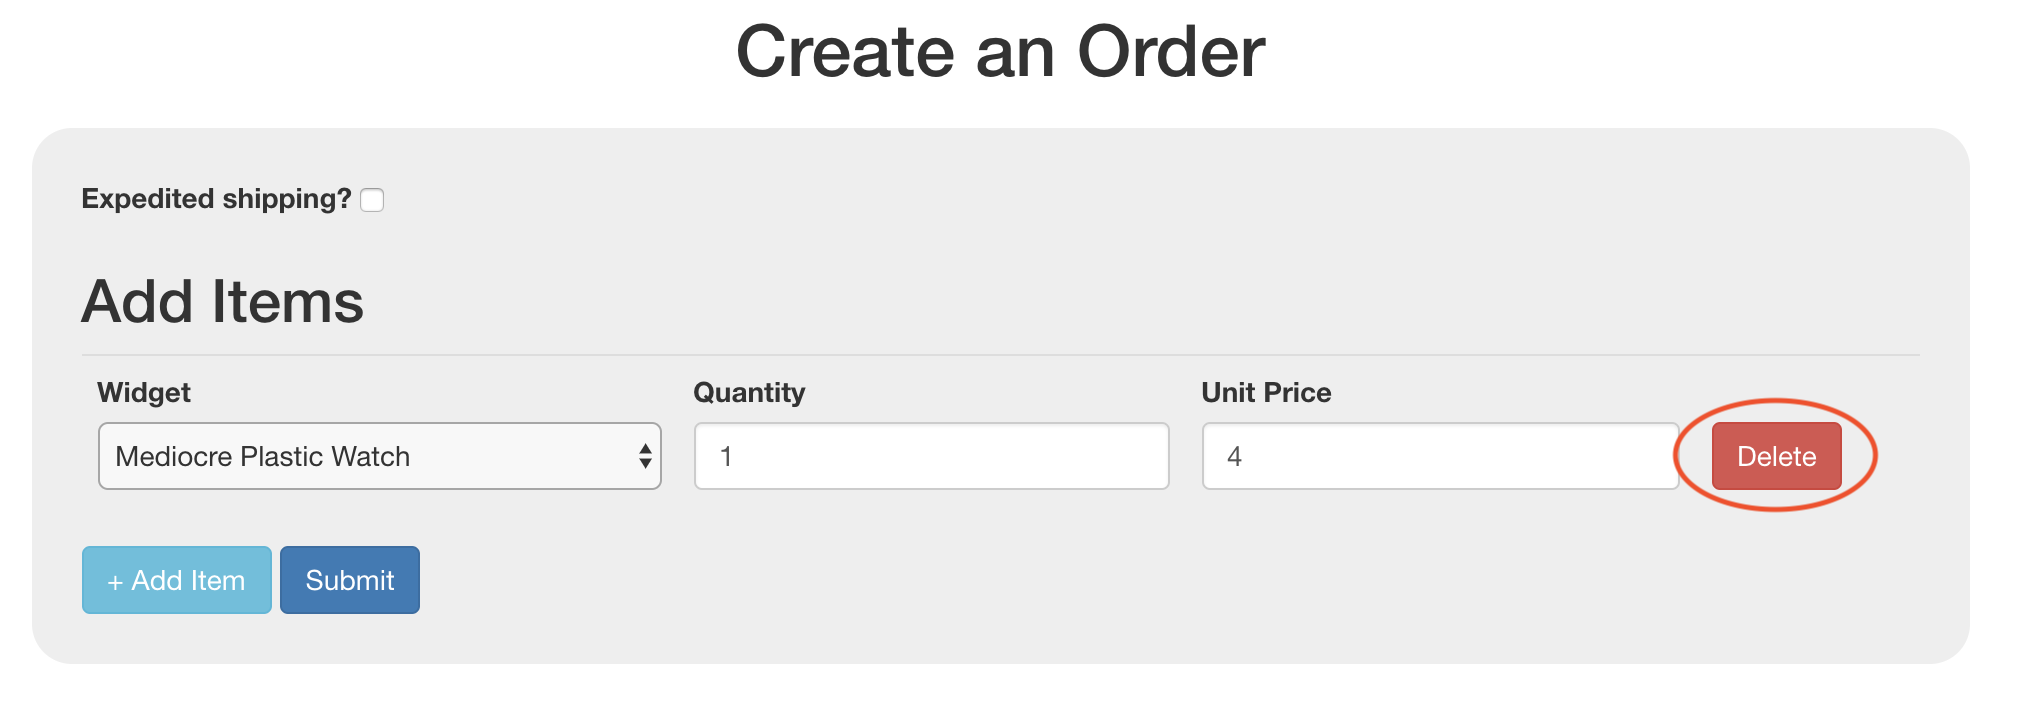 Create an Order
Expedited shipping?
Add Items
Widget Quantity Unit Price
Mediocre Plastic Watch 1 4 Delete
+ Add Item Submit